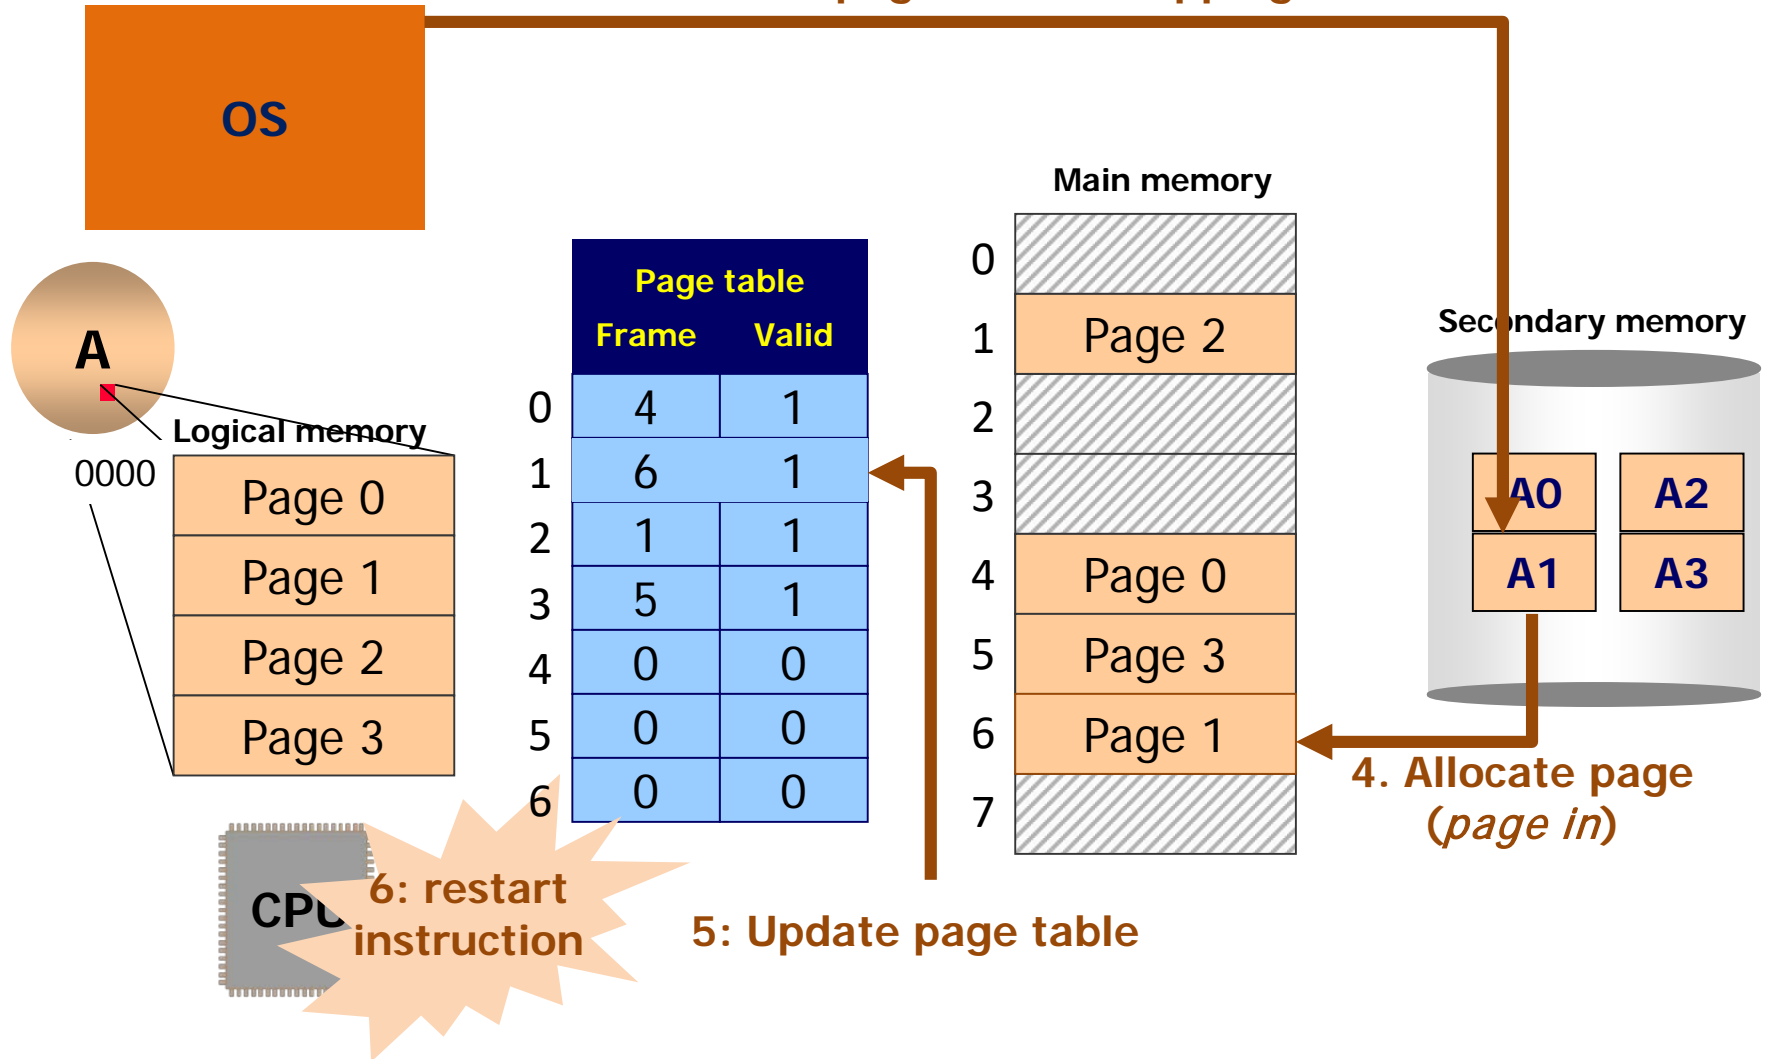 OS
Main memory
Secondary memory
A
Logical memory
0000
Page 0
Page 1
Page 2
Page 3
Page table
Frame Valid
0 4 1
1 6 1
2 1 1
3 5 1
4 0 0
5 0 0
6 0 0
0
1 Page 2
2
3
4 Page 0
5 Page 3
6 Page 1
7
A0 A2
A1 A3
4. Allocate page
(page in)
CPU
6: restart
instruction
5: Update page table